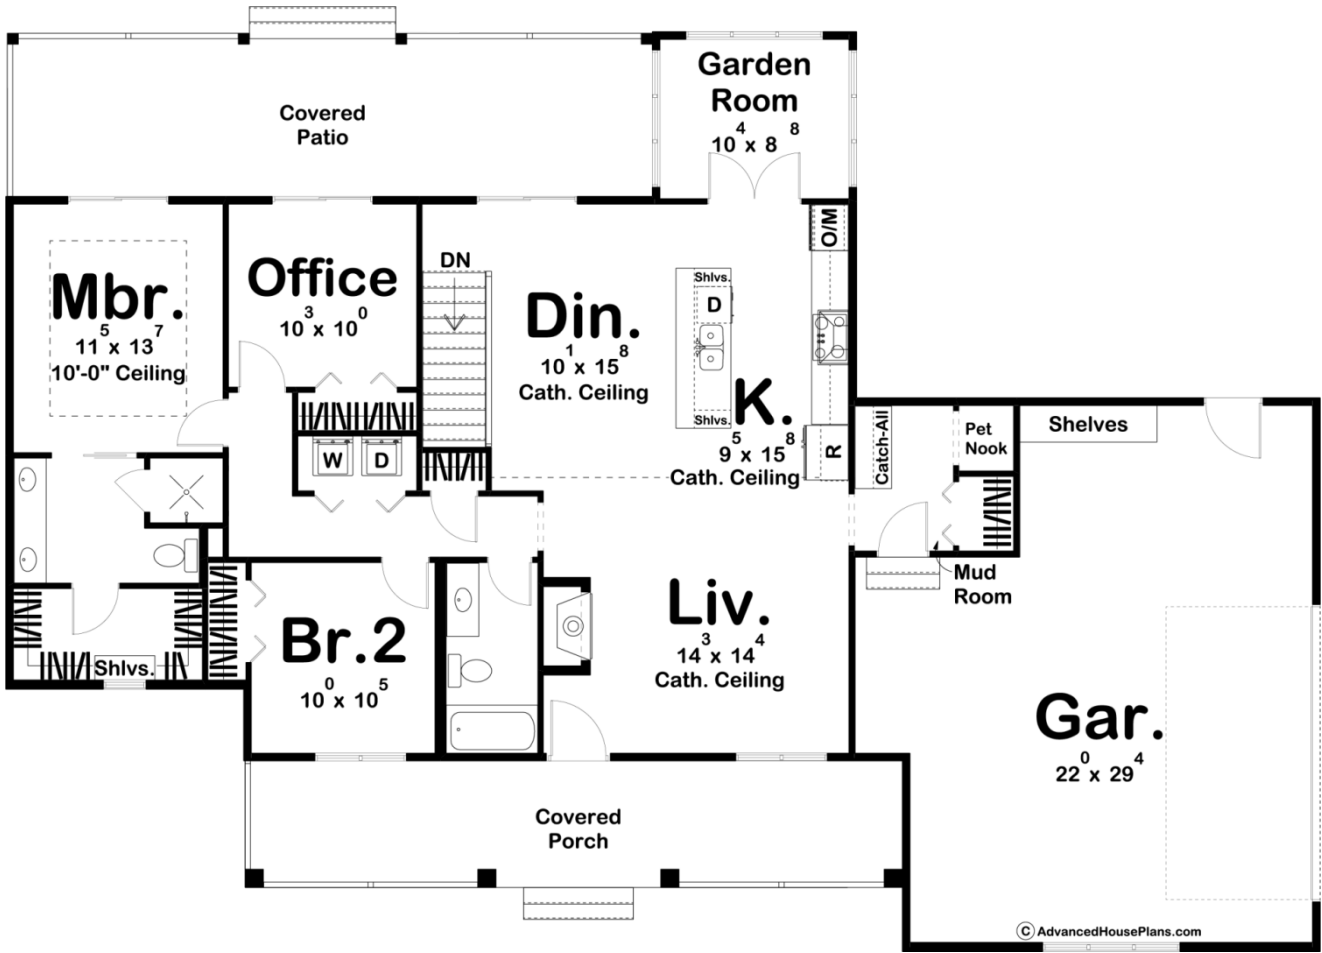 Garden
Room
10⁴ x 8⁸
Covered
Patio
O/M
Mbr.
11⁵ x 13⁷
10'-0" Ceiling
Office
10³ x 10⁰
DN
Din.
10¹ x 15⁸
Cath. Ceiling
Shlvs.
D
Shlvs.
K.
9⁵ x 15⁸
Cath. Ceiling
R
Catch-All
Pet
Nook
Shelves
W
D
Mud
Room
Shlvs.
Br.2
10⁰ x 10⁵
Liv.
14³ x 14⁴
Cath. Ceiling
Gar.
22⁰ x 29⁴
Covered
Porch
© AdvancedHousePlans.com